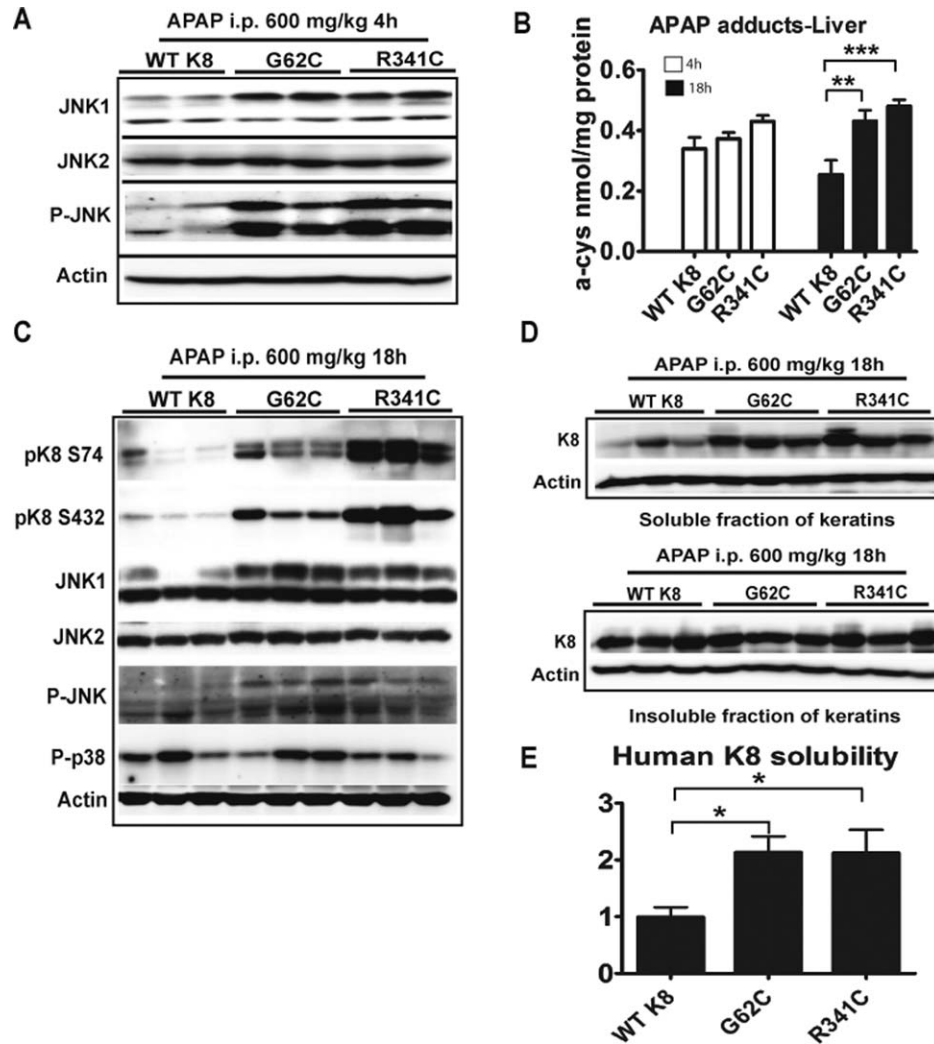 A
APAP i.p. 600 mg/kg 4h
WT K8 G62C R341C
JNK1
JNK2
P-JNK
Actin
B
APAP adducts-Liver
4h
18h
*** 
**
a-cys nmol/mg protein
0.6
0.4
0.2
0.0
WT K8 G62C R341C WT K8 G62C R341C
C
APAP i.p. 600 mg/kg 18h
WT K8 G62C R341C
pK8 S74
pK8 S432
JNK1
JNK2
P-JNK
P-p38
Actin
D
APAP i.p. 600 mg/kg 18h
WT K8 G62C R341C
K8
Actin
Soluble fraction of keratins
APAP i.p. 600 mg/kg 18h
WT K8 G62C R341C
K8
Actin
Insoluble fraction of keratins
E
Human K8 solubility
*
*
3
2
1
0
WT K8 G62C R341C